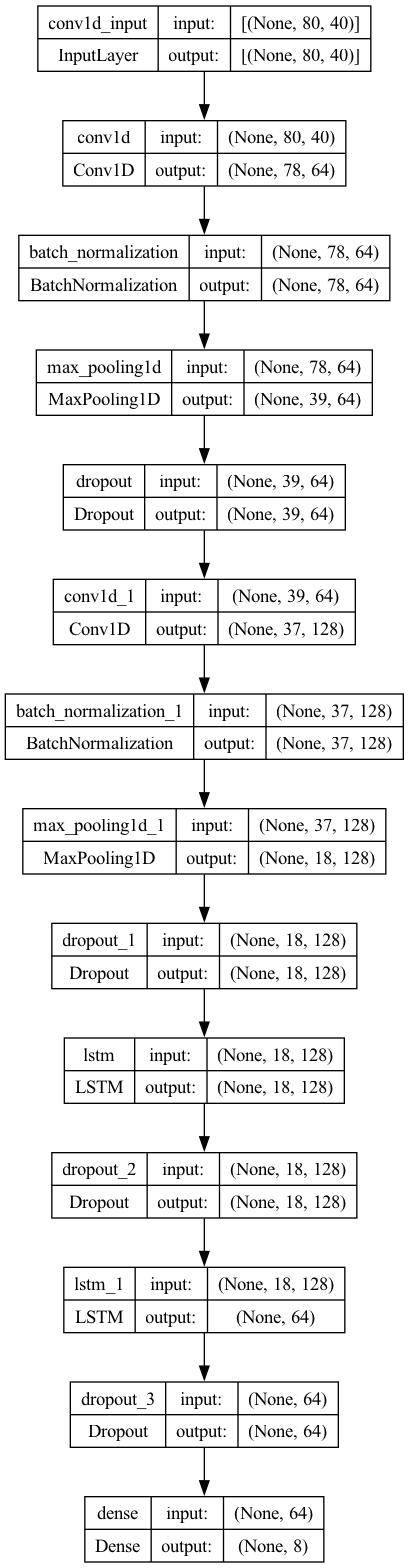 conv1d_input input: [(None, 80, 40)]
InputLayer output: [(None, 80, 40)]
conv1d input: (None, 80, 40)
Conv1D output: (None, 78, 64)
batch_normalization input: (None, 78, 64)
BatchNormalization output: (None, 78, 64)
max_pooling1d input: (None, 78, 64)
MaxPooling1D output: (None, 39, 64)
dropout input: (None, 39, 64)
Dropout output: (None, 39, 64)
conv1d_1 input: (None, 39, 64)
Conv1D output: (None, 37, 128)
batch_normalization_1 input: (None, 37, 128)
BatchNormalization output: (None, 37, 128)
max_pooling1d_1 input: (None, 37, 128)
MaxPooling1D output: (None, 18, 128)
dropout_1 input: (None, 18, 128)
Dropout output: (None, 18, 128)
lstm input: (None, 18, 128)
LSTM output: (None, 18, 128)
dropout_2 input: (None, 18, 128)
Dropout output: (None, 18, 128)
lstm_1 input: (None, 18, 128)
LSTM output: (None, 64)
dropout_3 input: (None, 64)
Dropout output: (None, 64)
dense input: (None, 64)
Dense output: (None, 8)